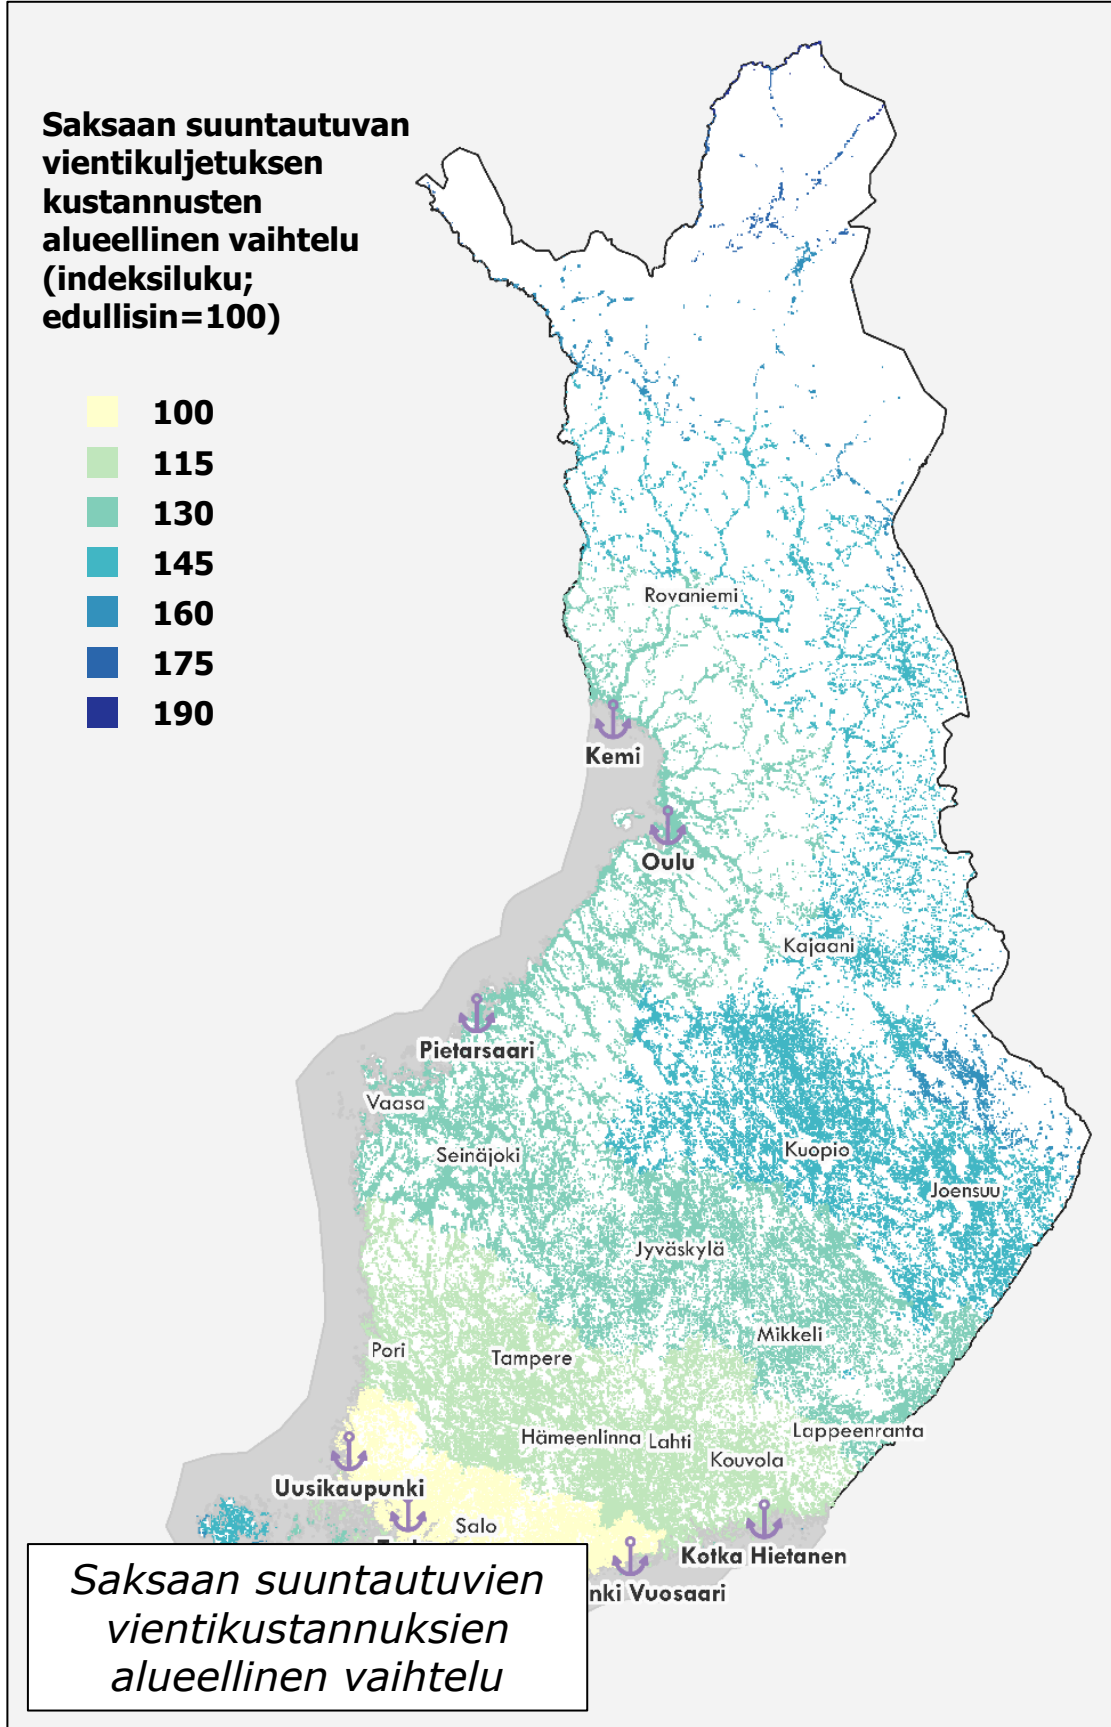 Saksaan suuntautuvan
vientikuljetuksen
kustannusten
alueellinen vaihtelu
(indeksiluku;
edullisin=100)
100
115
130
145
160
175
190
Rovaniemi
Kemi
Oulu
Kajaani
Pietarsaari
Vaasa
Seinäjoki
Kuopio
Joensuu
Jyväskylä
Mikkeli
Pori
Tampere
Lappeenranta
Hämeenlinna
Lahti
Kouvola
Uusikaupunki
Salo
Kotka Hietanen
nki Vuosaari
Saksaan suuntautuvien
vientikustannuksien
alueellinen vaihtelu